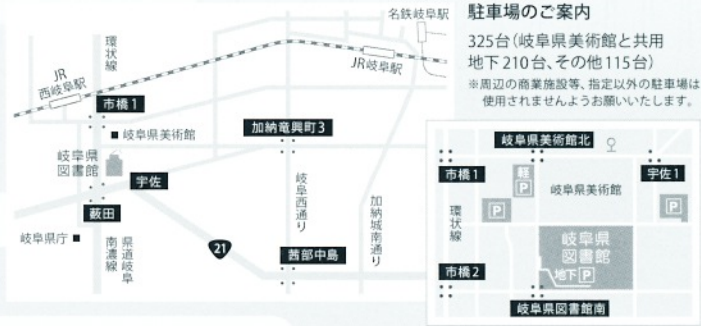 名鉄岐阜駅
環状線
JR
西岐阜駅
JR岐阜駅
市橋1
岐阜県美術館
加納竜興町3
岐阜県
図書館
宇佐
薮田
岐阜県庁
県道岐阜
南濃線
21
岐阜西通り
加納城南通り
茜部中島
駐車場のご案内
325台(岐阜県美術館と共用
地下210台、その他115台)
※周辺の商業施設等、指定以外の駐車場は
使用されませんようお願いいたします。
岐阜県美術館北
市橋1
軽
P
宇佐1
岐阜県美術館
P
P
環状線
岐阜県
図書館
地下P
市橋2
岐阜県図書館南